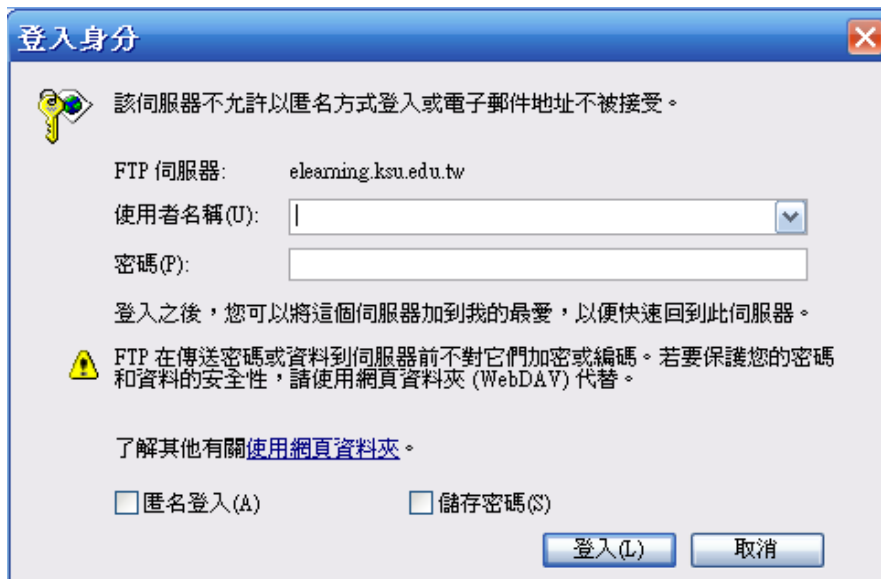 登入身分
該伺服器不允許以匿名方式登入或電子郵件地址不被接受。
FTP 伺服器: elearning.ksu.edu.tw
使用者名稱(U):
密碼(P):
登入之後，您可以將這個伺服器加到我的最愛，以便快速回到此伺服器。
FTP 在傳送密碼或資料到伺服器前不對它們加密或編碼。若要保護您的密碼
和資料的安全性，請使用網頁資料夾 (WebDAV) 代替。
了解其他有關使用網頁資料夾。
匿名登入(A) 儲存密碼(S)
登入(L) 取消